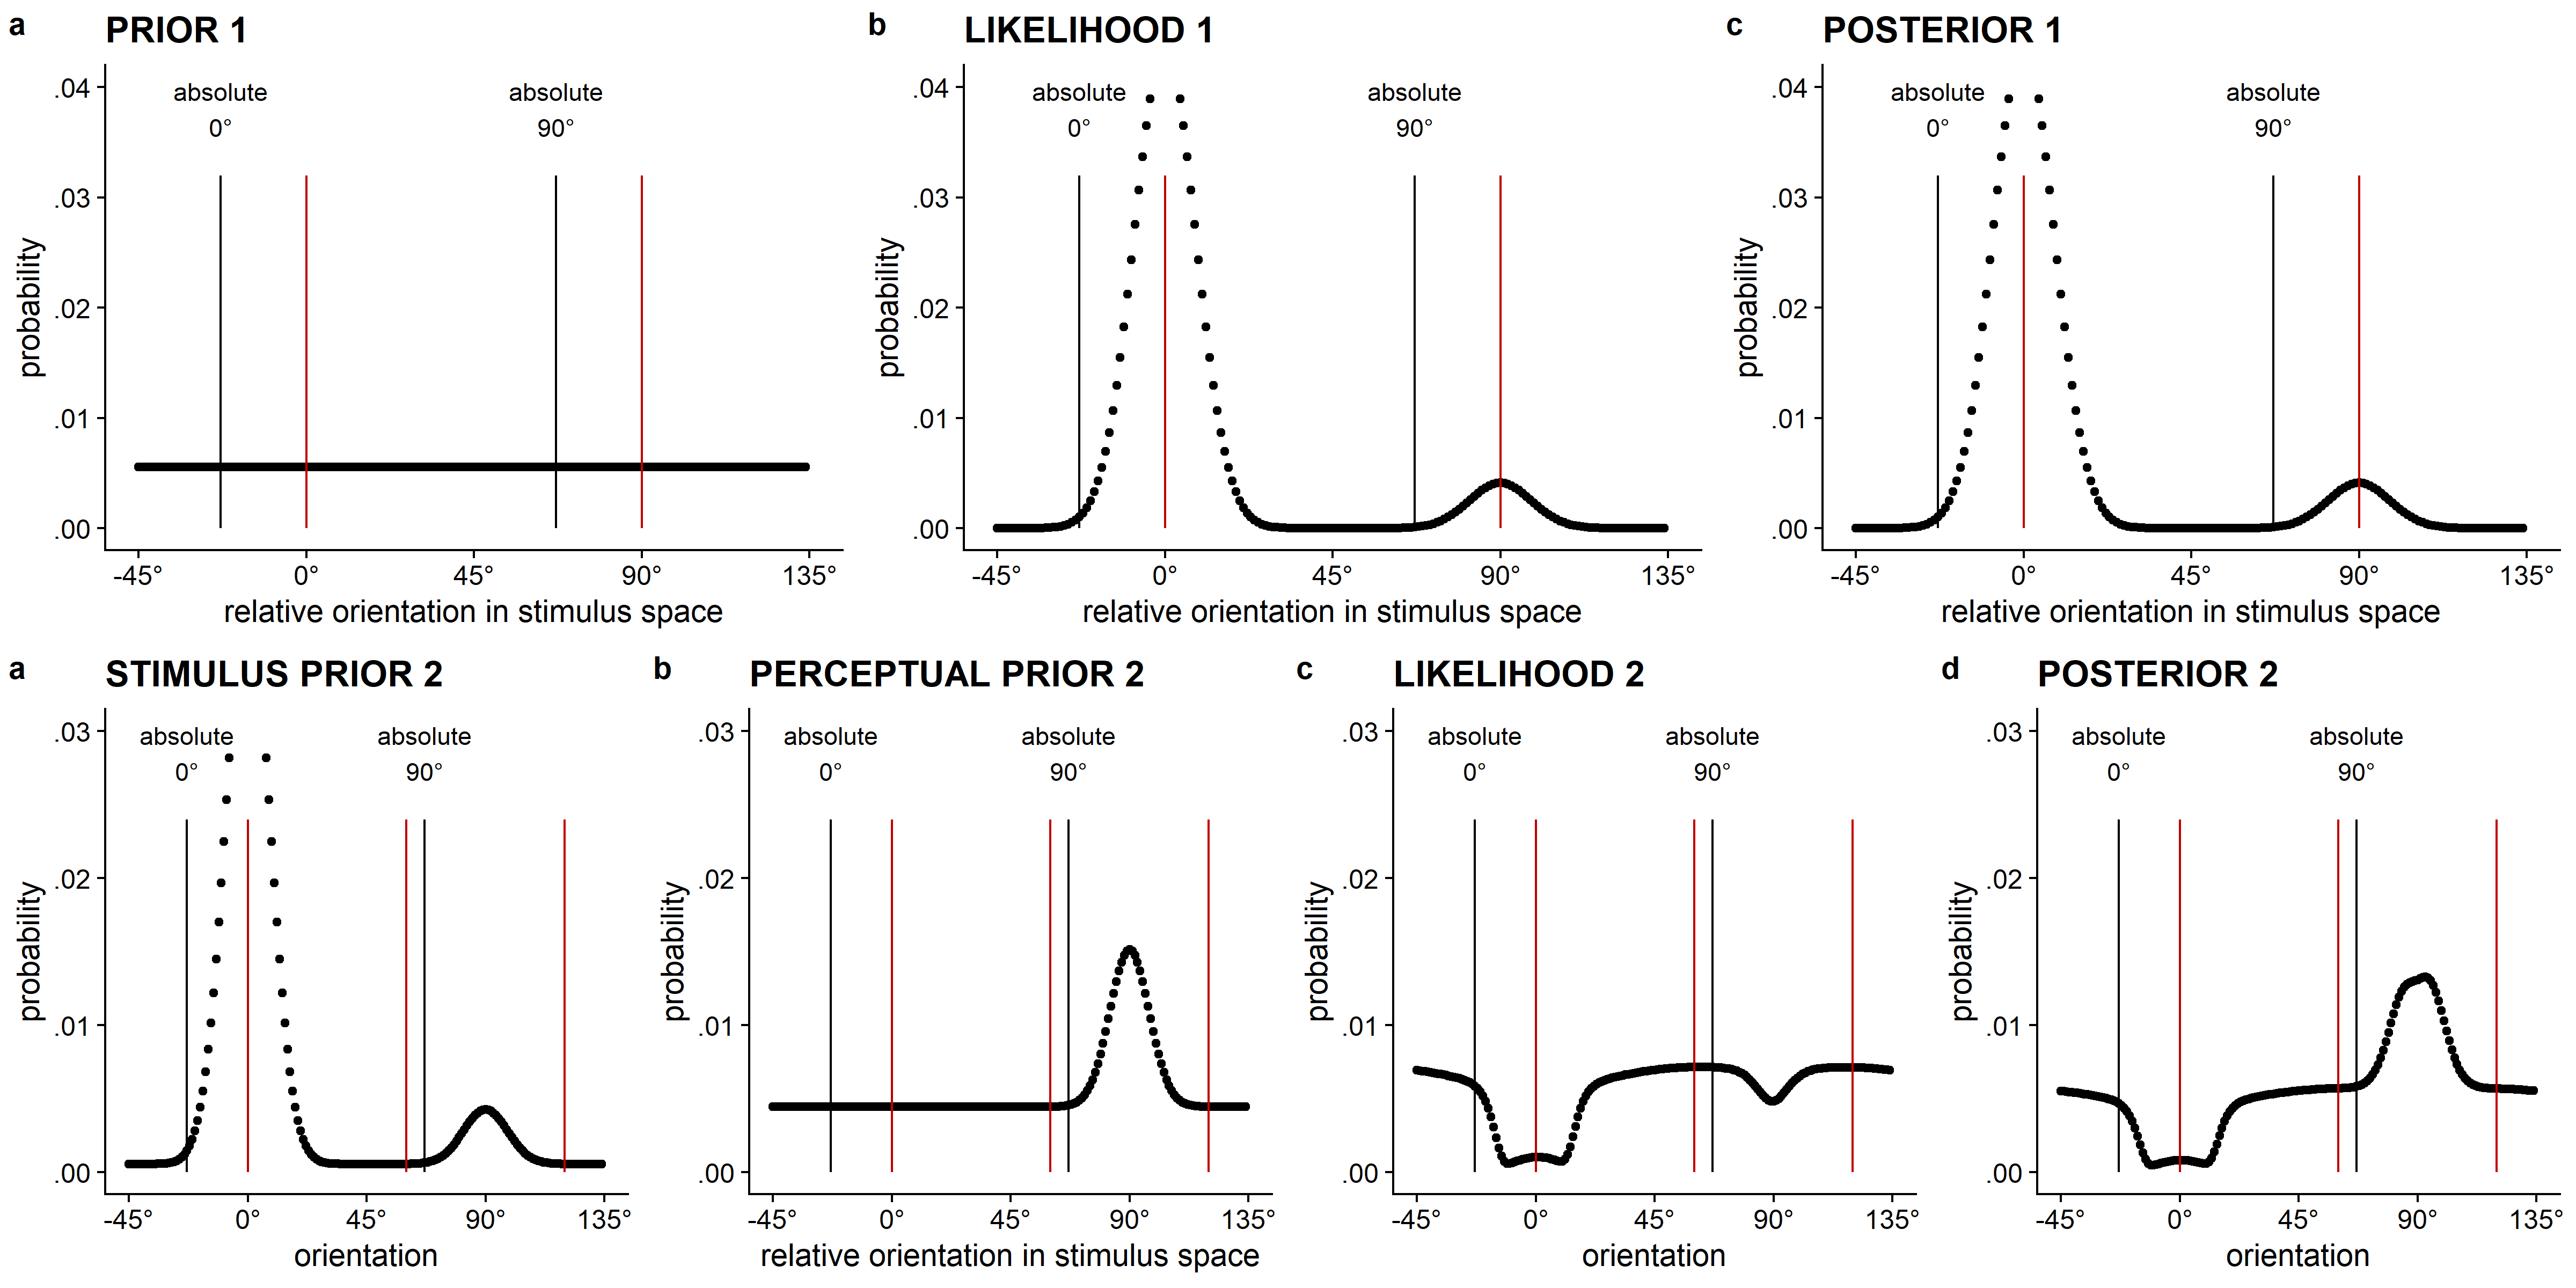 a PRIOR 1
.04
.03
.02
.01
.00
absolute
0°
absolute
90°
probability
-45° 0° 45° 90° 135°
relative orientation in stimulus space
b LIKELIHOOD 1
.04
.03
.02
.01
.00
absolute
0°
absolute
90°
probability
-45° 0° 45° 90° 135°
relative orientation in stimulus space
c POSTERIOR 1
.04
.03
.02
.01
.00
absolute
0°
absolute
90°
probability
-45° 0° 45° 90° 135°
relative orientation in stimulus space
a STIMULUS PRIOR 2
.03
.02
.01
.00
absolute
0°
absolute
90°
probability
-45° 0° 45° 90° 135°
orientation
b PERCEPTUAL PRIOR 2
.03
.02
.01
.00
absolute
0°
absolute
90°
probability
-45° 0° 45° 90° 135°
relative orientation in stimulus space
c LIKELIHOOD 2
.03
.02
.01
.00
absolute
0°
absolute
90°
probability
-45° 0° 45° 90° 135°
orientation
d POSTERIOR 2
.03
.02
.01
.00
absolute
0°
absolute
90°
probability
-45° 0° 45° 90° 135°
orientation